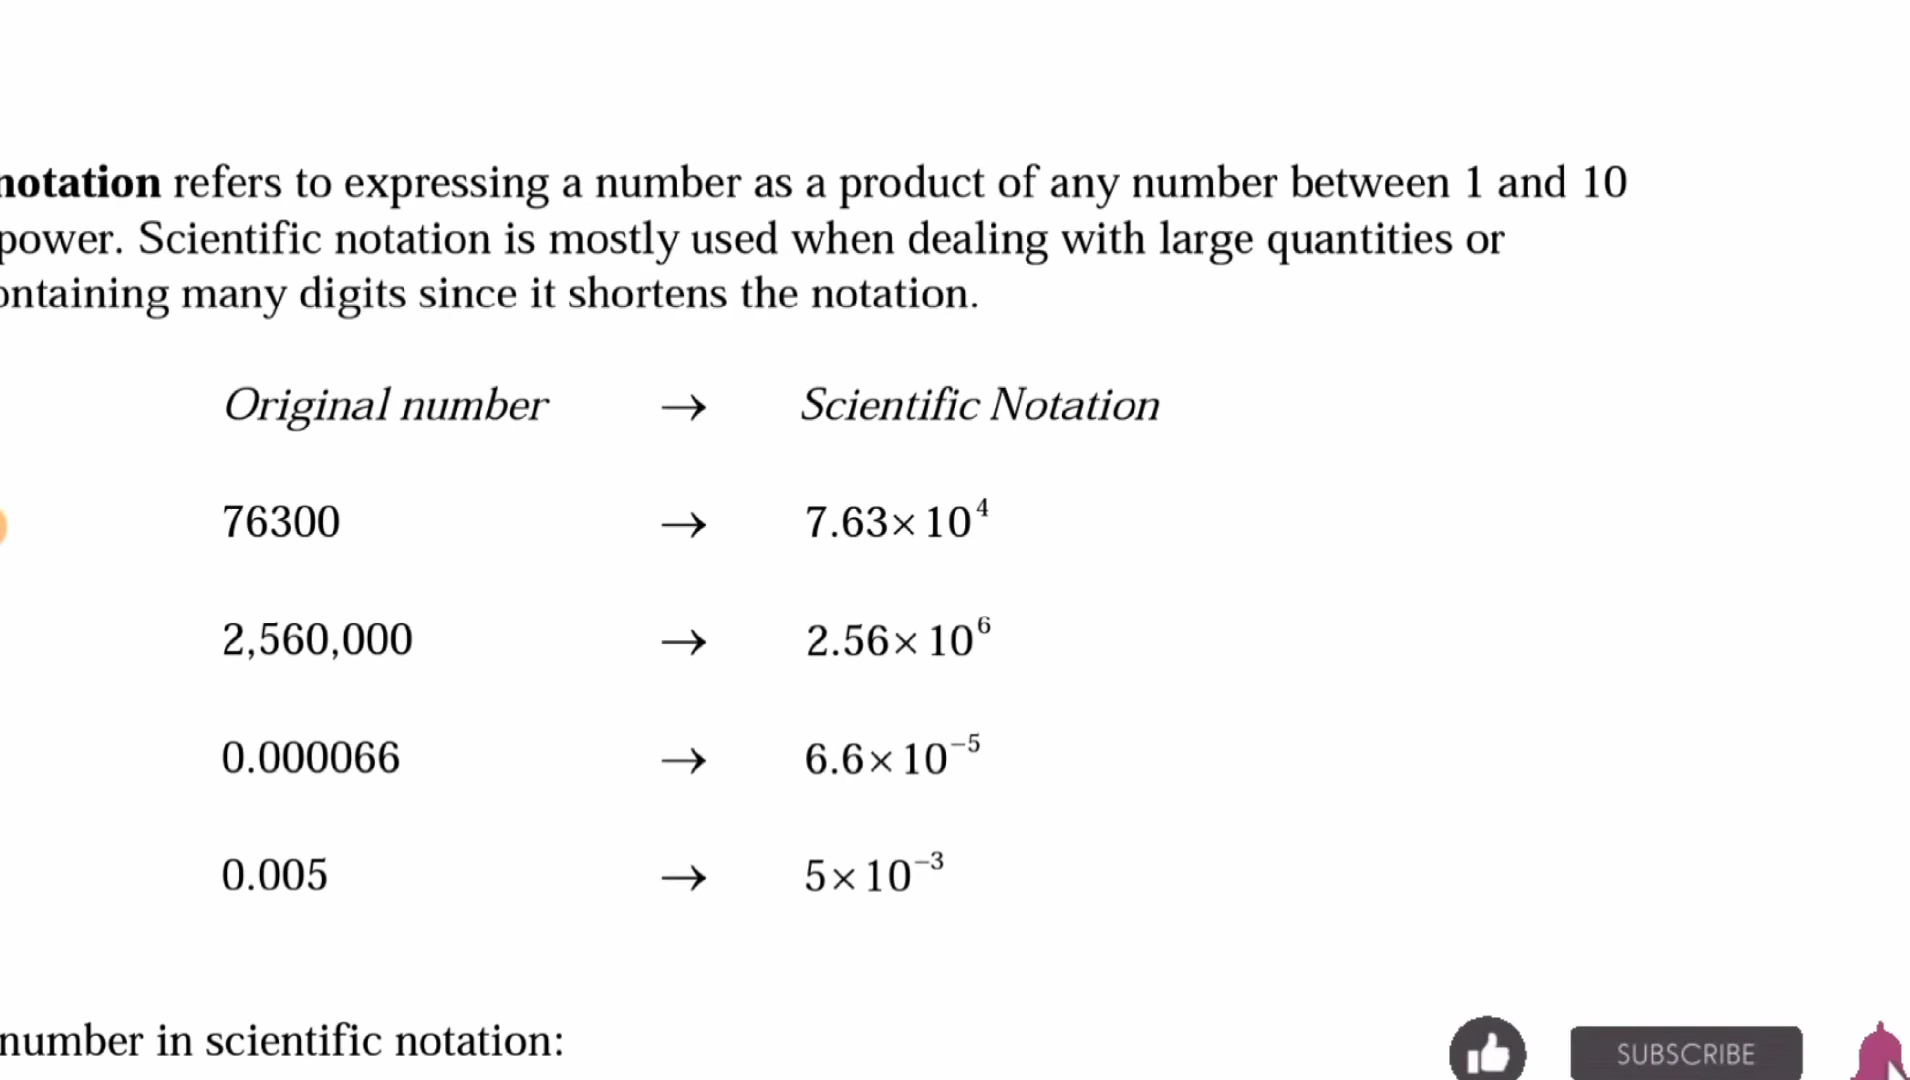 notation refers to expressing a number as a product of any number between 1 and 10
power. Scientific notation is mostly used when dealing with large quantities or
ontaining many digits since it shortens the notation.
Original number → Scientific Notation
76300 → 7.63×10⁴
2,560,000 → 2.56×10⁶
0.000066 → 6.6×10⁻⁵
0.005 → 5×10⁻³
number in scientific notation:
SUBSCRIBE